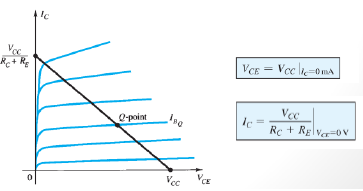 I_C
V_CC / (R_C + R_E)
Q-point
I_BQ
0
V_CC
V_CE
V_CE = V_CC |I_C=0 mA
I_C = V_CC / (R_C + R_E) |V_CE=0 V